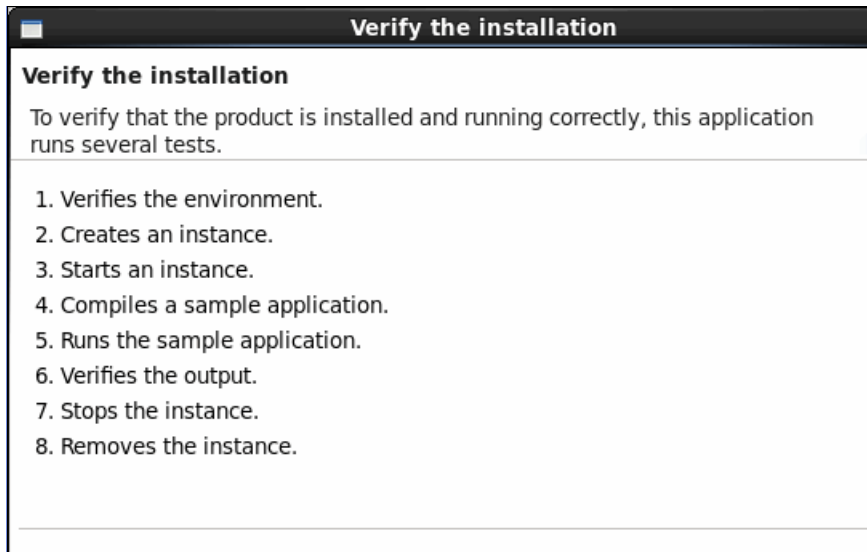 Verify the installation
Verify the installation
To verify that the product is installed and running correctly, this application
runs several tests.
1. Verifies the environment.
2. Creates an instance.
3. Starts an instance.
4. Compiles a sample application.
5. Runs the sample application.
6. Verifies the output.
7. Stops the instance.
8. Removes the instance.